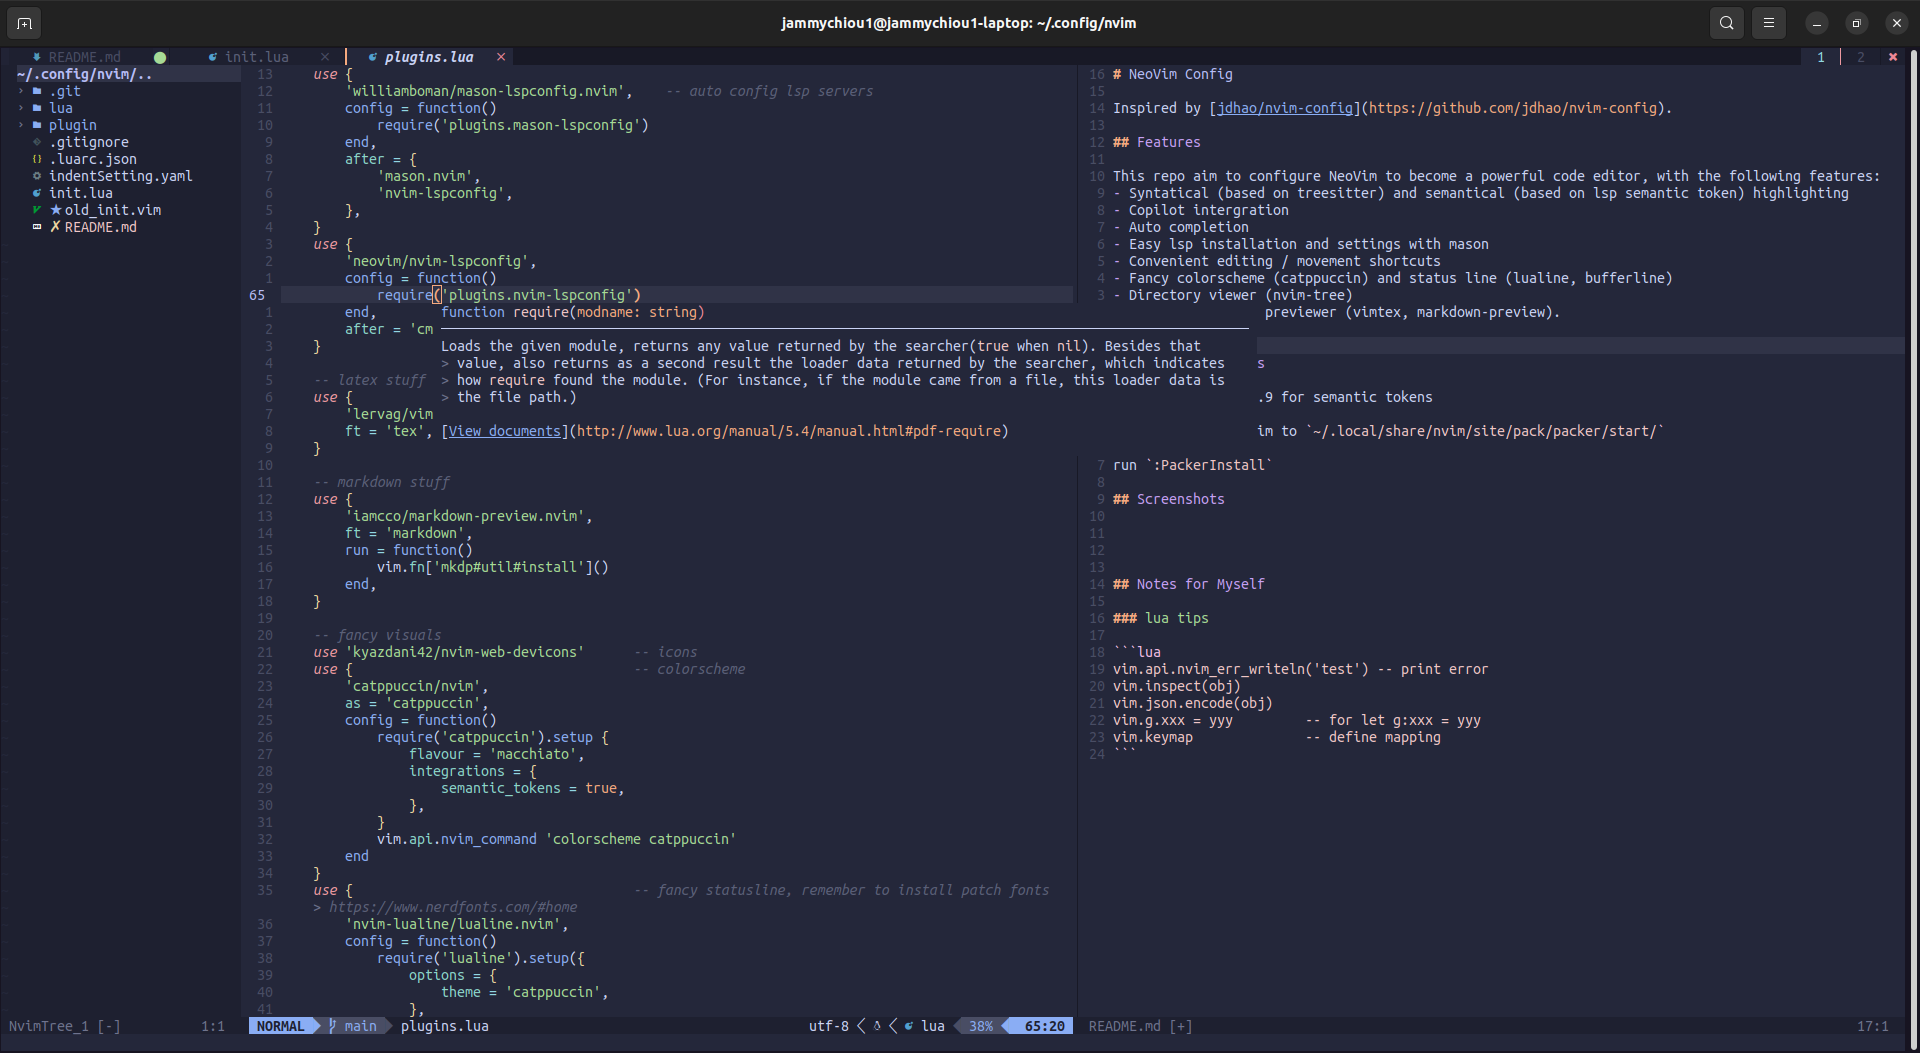 jammychiou1@jammychiou1-laptop: ~/.config/nvim
README.md
init.lua
plugins.lua
1
2
~/.config/nvim/..
.git
lua
plugin
.gitignore
.luarc.json
indentSetting.yaml
init.lua
★old_init.vim
✗README.md
13 use {
12 'williamboman/mason-lspconfig.nvim', -- auto config lsp servers
11 config = function()
10 require('plugins.mason-lspconfig')
9 end,
8 after = {
7 'mason.nvim',
6 'nvim-lspconfig',
5 },
4 }
3 use {
2 'neovim/nvim-lspconfig',
1 config = function()
65 require('plugins.nvim-lspconfig')
1 end,
2 after = 'cm
3 }
4
5 -- latex stuff
6 use {
7 'lervag/vim
8 ft = 'tex',
9 }
10
11 -- markdown stuff
12 use {
13 'iamcco/markdown-preview.nvim',
14 ft = 'markdown',
15 run = function()
16 vim.fn['mkdp#util#install']()
17 end,
18 }
19
20 -- fancy visuals
21 use 'kyazdani42/nvim-web-devicons' -- icons
22 use { -- colorscheme
23 'catppuccin/nvim',
24 as = 'catppuccin',
25 config = function()
26 require('catppuccin').setup {
27 flavour = 'macchiato',
28 integrations = {
29 semantic_tokens = true,
30 },
31 }
32 vim.api.nvim_command 'colorscheme catppuccin'
33 end
34 }
35 use { -- fancy statusline, remember to install patch fonts
> https://www.nerdfonts.com/#home
36 'nvim-lualine/lualine.nvim',
37 config = function()
38 require('lualine').setup({
39 options = {
40 theme = 'catppuccin',
41 },
function require(modname: string)
Loads the given module, returns any value returned by the searcher(true when nil). Besides that
> value, also returns as a second result the loader data returned by the searcher, which indicates
> how require found the module. (For instance, if the module came from a file, this loader data is
> the file path.)
[View documents](http://www.lua.org/manual/5.4/manual.html#pdf-require)
16 # NeoVim Config
15
14 Inspired by [jdhao/nvim-config](https://github.com/jdhao/nvim-config).
13
12 ## Features
11
10 This repo aim to configure NeoVim to become a powerful code editor, with the following features:
9 - Syntatical (based on treesitter) and semantical (based on lsp semantic token) highlighting
8 - Copilot intergration
7 - Auto completion
6 - Easy lsp installation and settings with mason
5 - Convenient editing / movement shortcuts
4 - Fancy colorscheme (catppuccin) and status line (lualine, bufferline)
3 - Directory viewer (nvim-tree)
previewer (vimtex, markdown-preview).
s
.9 for semantic tokens
im to `~/.local/share/nvim/site/pack/packer/start/`
7 run `:PackerInstall`
8
9 ## Screenshots
10
11
12
13
14 ## Notes for Myself
15
16 ### lua tips
17
18 ```lua
19 vim.api.nvim_err_writeln('test') -- print error
20 vim.inspect(obj)
21 vim.json.encode(obj)
22 vim.g.xxx = yyy -- for let g:xxx = yyy
23 vim.keymap -- define mapping
24 ```
NvimTree_1 [-] 1:1
NORMAL main plugins.lua utf-8 lua 38% 65:20
README.md [+] 17:1